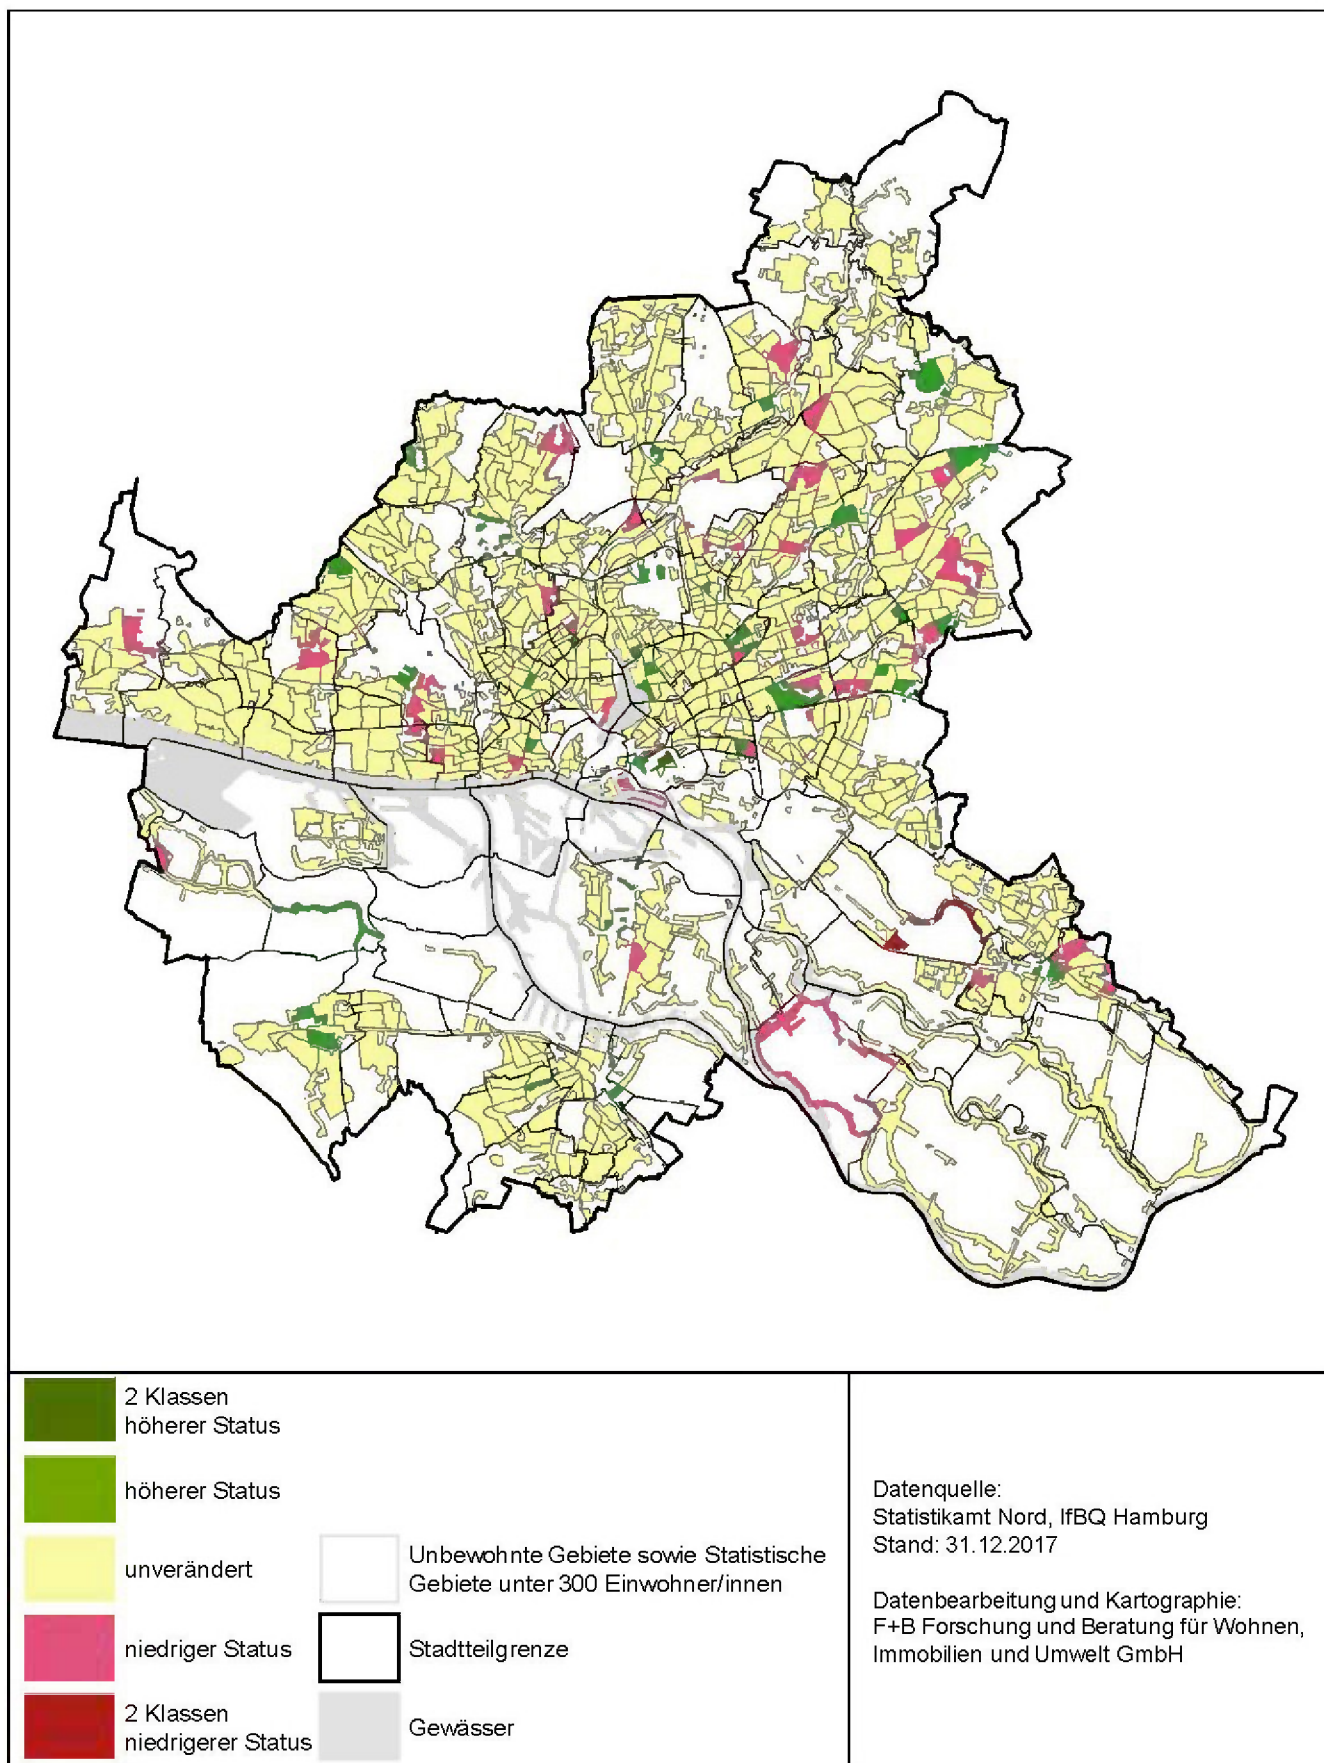 2 Klassen
höherer Status
höherer Status
unverändert
niedriger Status
2 Klassen
niedrigerer Status
Unbewohnte Gebiete sowie Statistische
Gebiete unter 300 Einwohner/innen
Stadtteilgrenze
Gewässer
Datenquelle:
Statistikamt Nord, IfBQ Hamburg
Stand: 31.12.2017
Datenbearbeitung und Kartographie:
F+B Forschung und Beratung für Wohnen,
Immobilien und Umwelt GmbH